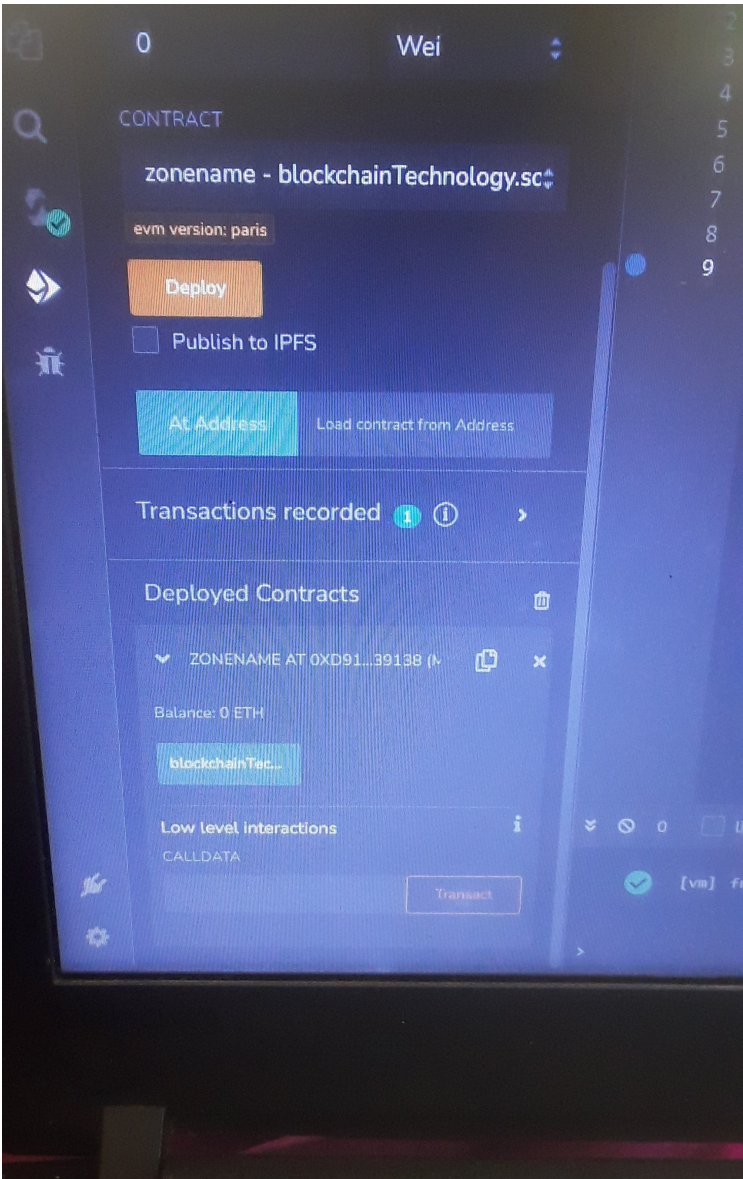 2
3
0 Wei
4
CONTRACT
5
6
zonename - blockchainTechnology.sc
7
evm version: paris
8
9
Deploy
Publish to IPFS
At Address Load contract from Address
Transactions recorded 1 i
Deployed Contracts
ZONENAME AT 0XD91...39138 (M
Balance: 0 ETH
blockchainTec...
Low level interactions i
0
CALLDATA
[vm]
Transact